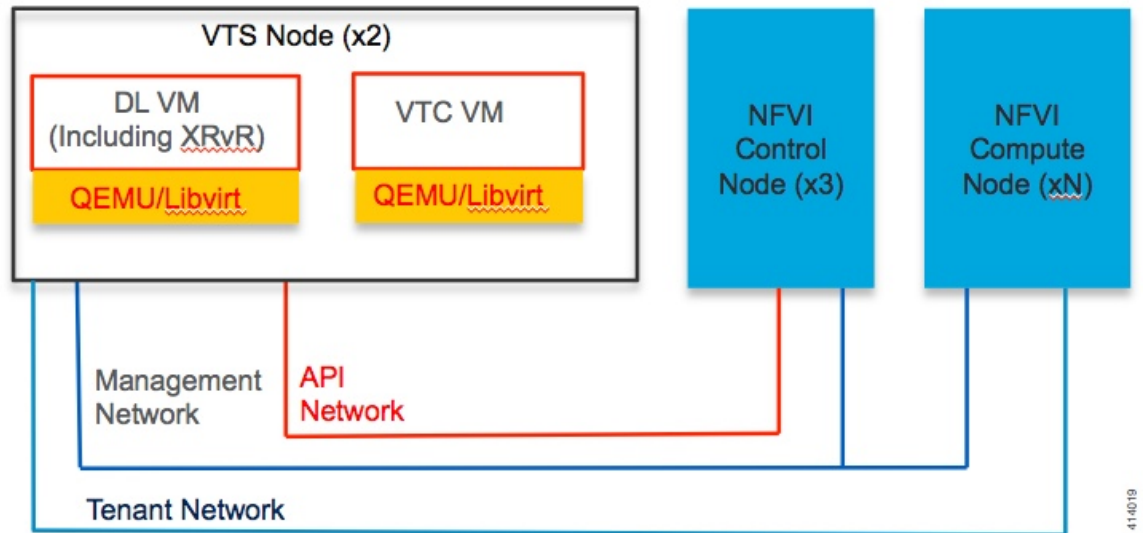 VTS Node (x2)
DL VM
(Including XRvR)
QEMU/Libvirt
VTC VM
QEMU/Libvirt
NFVI
Control
Node (x3)
NFVI
Compute
Node (xN)
Management
Network
API
Network
Tenant Network
414019